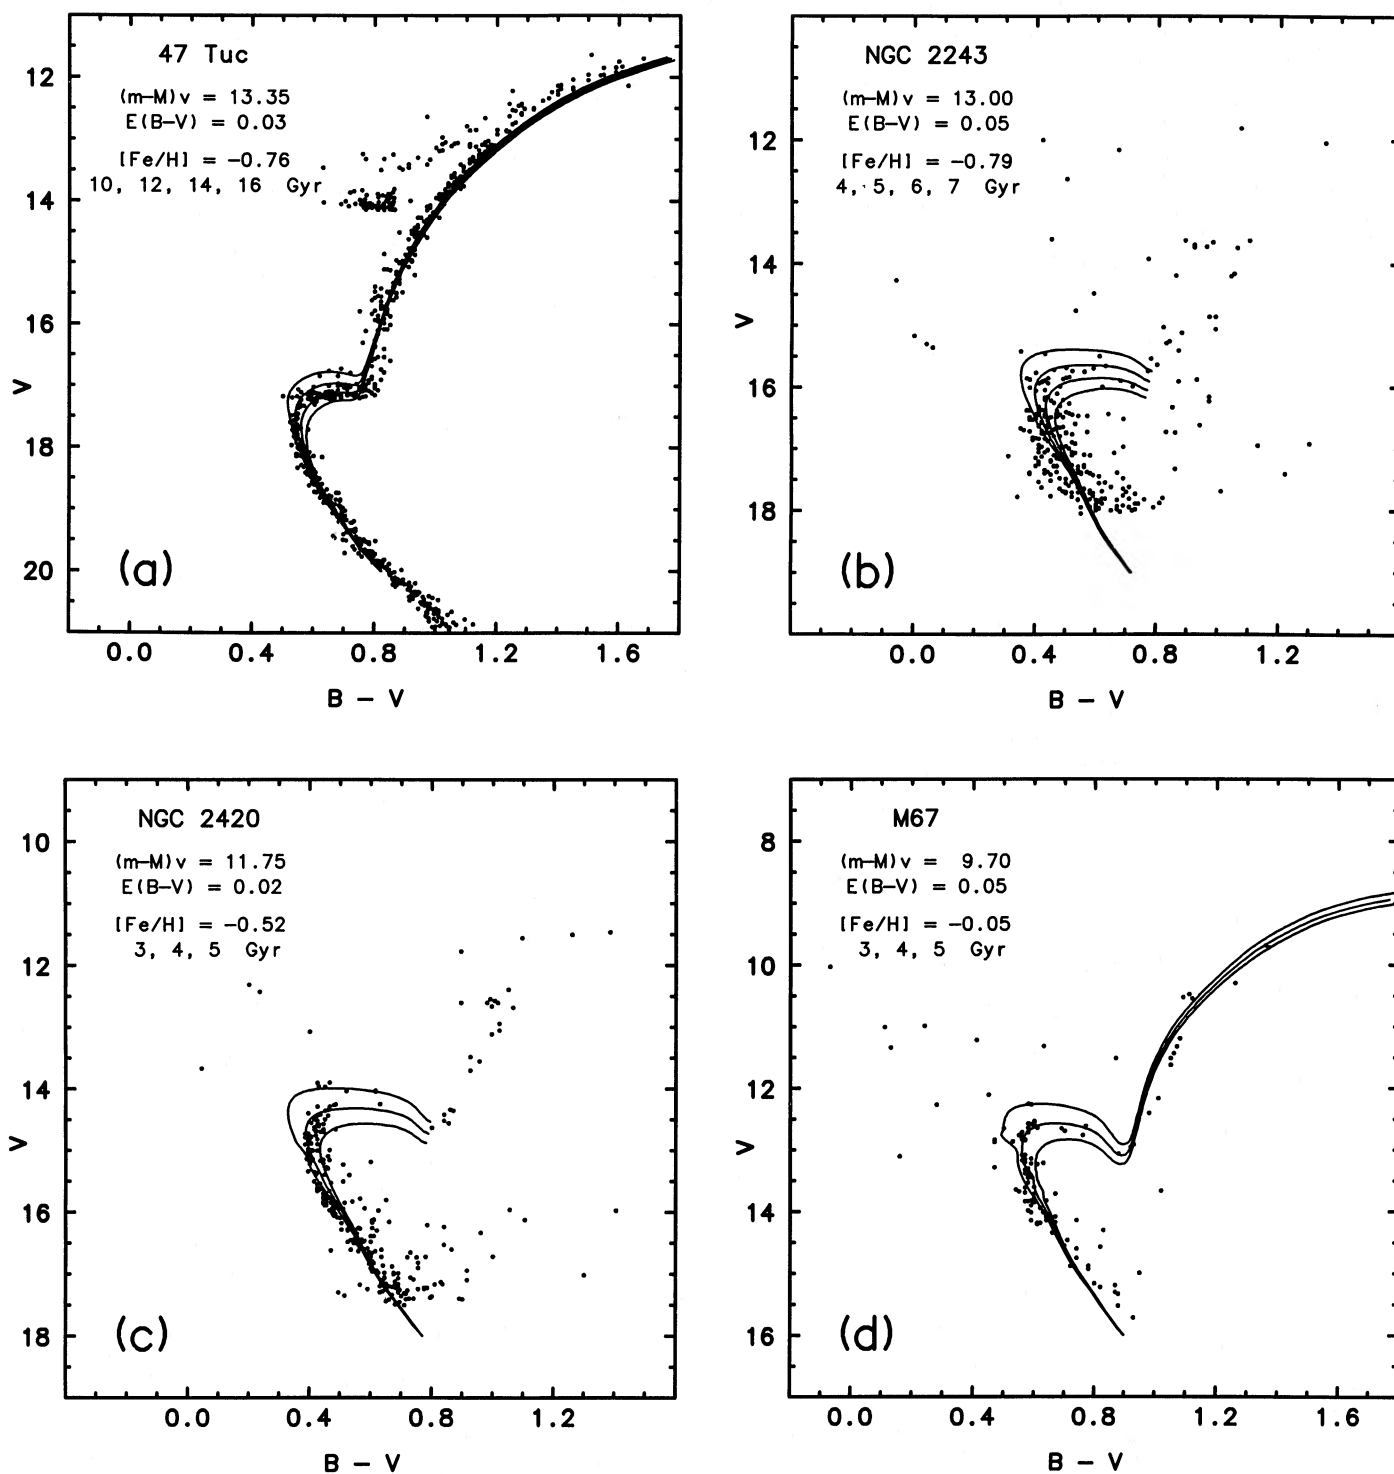 47 Tuc
(m-M)v = 13.35
E(B-V) = 0.03
[Fe/H] = -0.76
10, 12, 14, 16 Gyr
12
14
16
18
20
V
(a)
0.0 0.4 0.8 1.2 1.6
B - V
NGC 2243
(m-M)v = 13.00
E(B-V) = 0.05
[Fe/H] = -0.79
4, 5, 6, 7 Gyr
12
14
16
18
V
(b)
0.0 0.4 0.8 1.2
B - V
NGC 2420
(m-M)v = 11.75
E(B-V) = 0.02
[Fe/H] = -0.52
3, 4, 5 Gyr
10
12
14
16
18
V
(c)
0.0 0.4 0.8 1.2
B - V
M67
(m-M)v = 9.70
E(B-V) = 0.05
[Fe/H] = -0.05
3, 4, 5 Gyr
8
10
12
14
16
V
(d)
0.0 0.4 0.8 1.2 1.6
B - V